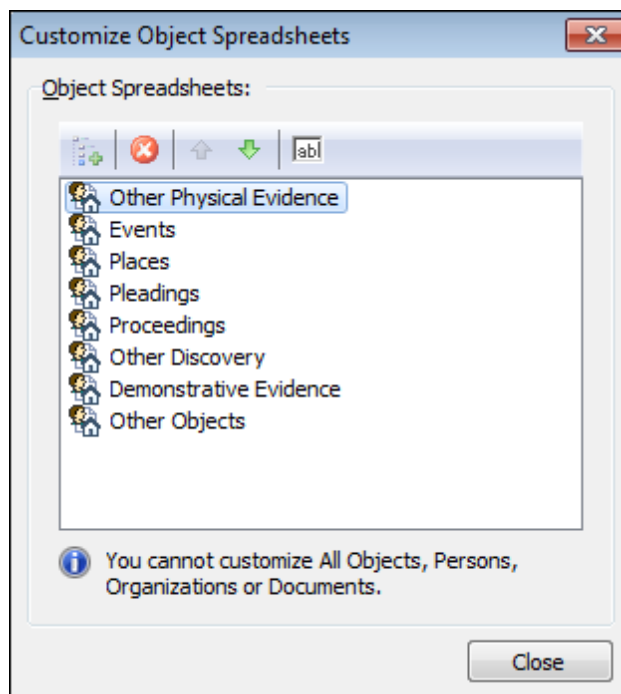 Customize Object Spreadsheets
Object Spreadsheets:
abl
Other Physical Evidence
Events
Places
Pleadings
Proceedings
Other Discovery
Demonstrative Evidence
Other Objects
You cannot customize All Objects, Persons,
Organizations or Documents.
Close